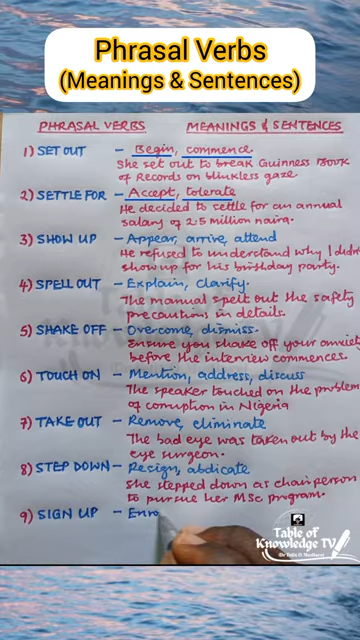 Phrasal Verbs
(Meanings & Sentences)
PHRASAL VERBS MEANINGS & SENTENCES
1) SET OUT – Begin, commence.
She set out to break Guinness Book
of Records on blinkless gaze
2) SETTLE FOR – Accept, tolerate
He decided to settle for an annual
salary of 2.5 million naira.
3) SHOW UP – Appear, arrive, attend
He refused to understand why I didn
show up for his birthday party.
4) SPELL OUT – Explain, clarify.
The manual spelt out the safety
precautions in details.
5) SHAKE OFF – Overcome, dismiss.
Ensure you shake off your anxiet
before the interview commences.
6) TOUCH ON – Mention, address, discuss
The speaker touched on the problem
of corruption in Nigeria
7) TAKE OUT – Remove, eliminate
The bad eye was taken out by the
eye surgeon.
8) STEP DOWN – Resign, abdicate
She stepped down as chairperson
to pursue her MSc program.
9) SIGN UP – Enro
Table of
Knowledge TV